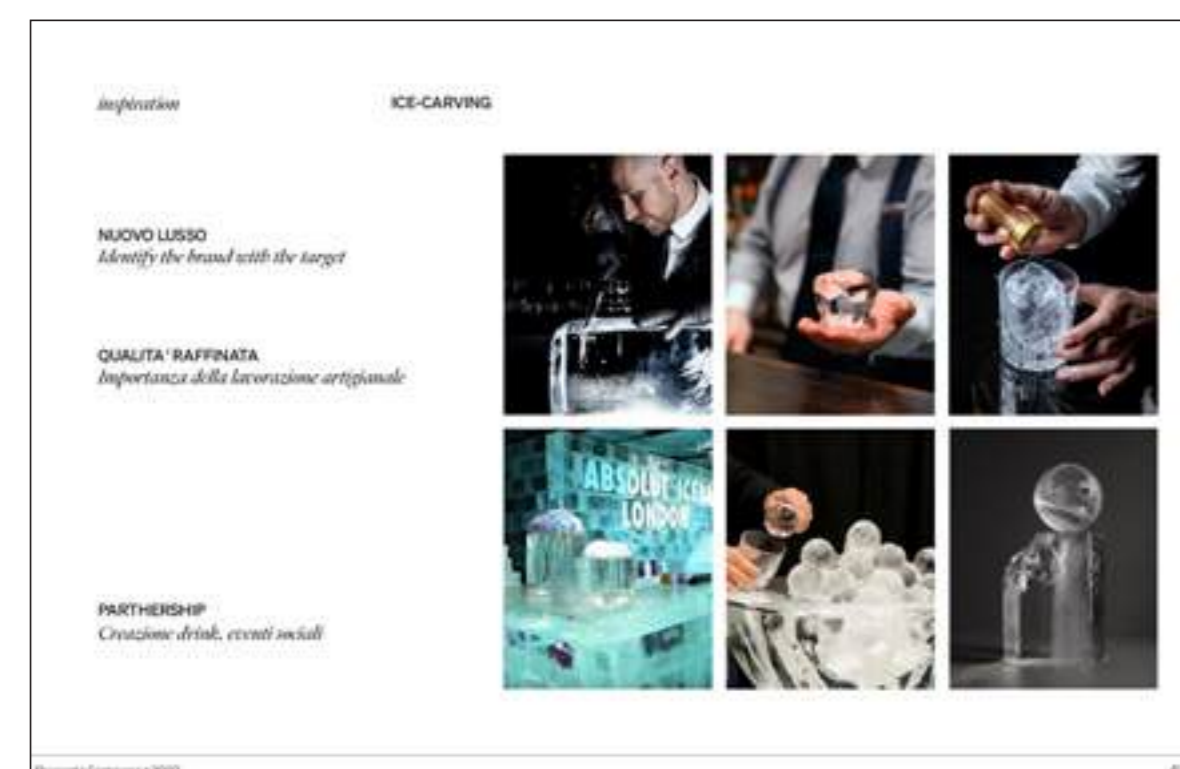 inspiration
ICE-CARVING
NUOVO LUSSO
Identify the brand with the target
QUALITA' RAFFINATA
Importanza della lavorazione artigianale
ABSOLUT ICEB
LONDON
PARTHERSHIP
Creazione drink, eventi sociali